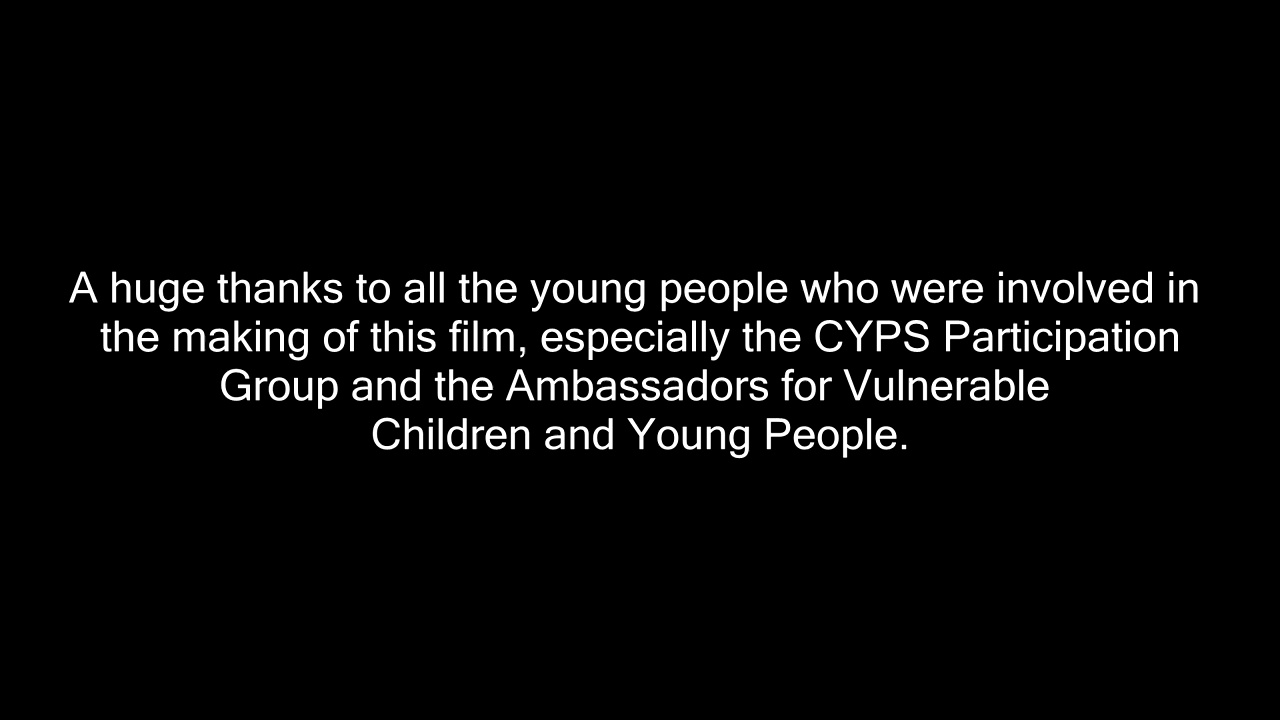 A huge thanks to all the young people who were involved in
the making of this film, especially the CYPS Participation
Group and the Ambassadors for Vulnerable
Children and Young People.